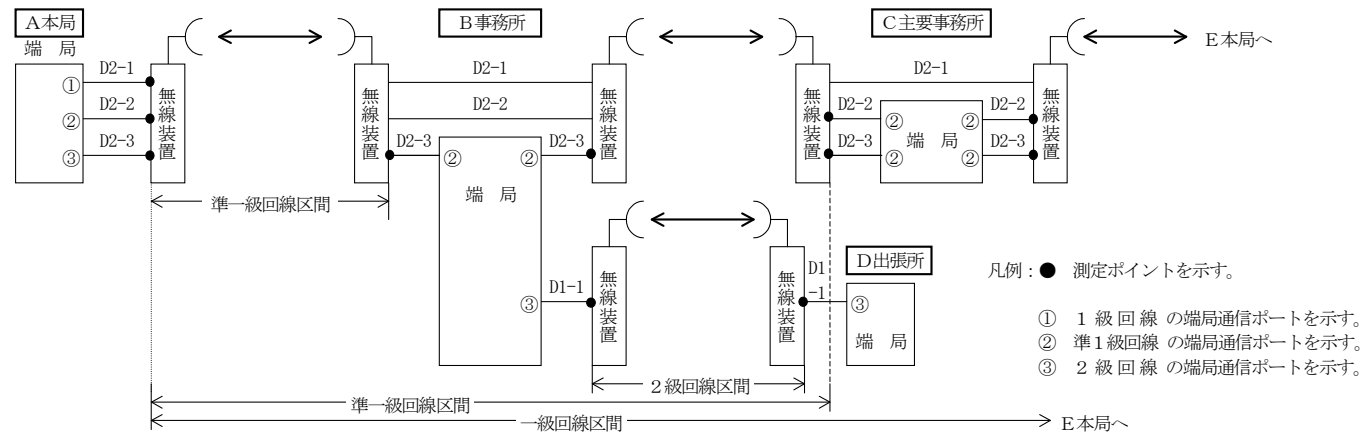 A本局
B事務所
C主要事務所
端 局
E本局へ
D2-1
D2-2
D2-3
①
②
③
無線装置
無線装置
D2-1
D2-2
D2-3
②
②
D2-3
端 局
無線装置
無線装置
D2-1
D2-2
D2-3
②
②
端 局
②
②
D2-2
D2-3
無線装置
準一級回線区間
D1-1
③
無線装置
無線装置
D1
-1
D出張所
③
端 局
2級回線区間
凡例:● 測定ポイントを示す。
① 1 級 回 線 の端局通信ポートを示す。
② 準1級回線 の端局通信ポートを示す。
③ 2 級 回 線 の端局通信ポートを示す。
準一級回線区間
一級回線区間
E本局へ